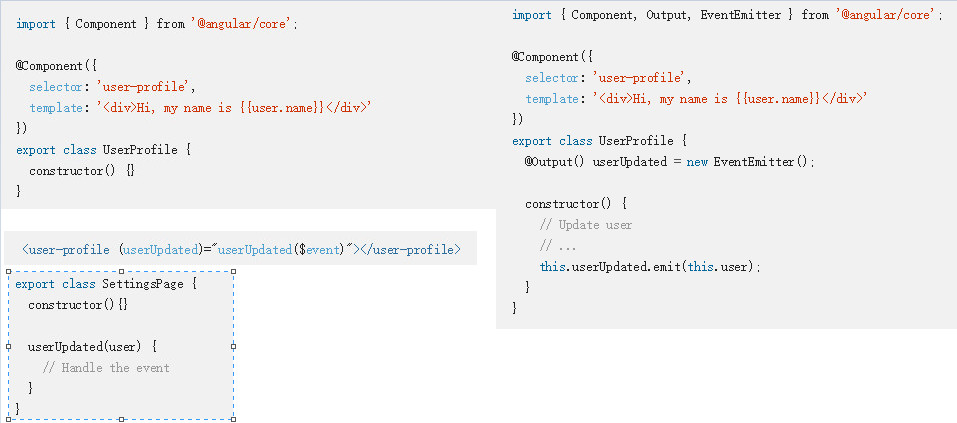 import { Component } from '@angular/core';
@Component({
selector: 'user-profile',
template: '<div>Hi, my name is {{user.name}}</div>'
})
export class UserProfile {
constructor() {}
}
<user-profile (userUpdated)="userUpdated($event)"></user-profile>
export class SettingsPage {
constructor(){}
userUpdated(user) {
// Handle the event
}
}
import { Component, Output, EventEmitter } from '@angular/core';
@Component({
selector: 'user-profile',
template: '<div>Hi, my name is {{user.name}}</div>'
})
export class UserProfile {
@Output() userUpdated = new EventEmitter();
constructor() {
// Update user
// ...
this.userUpdated.emit(this.user);
}
}